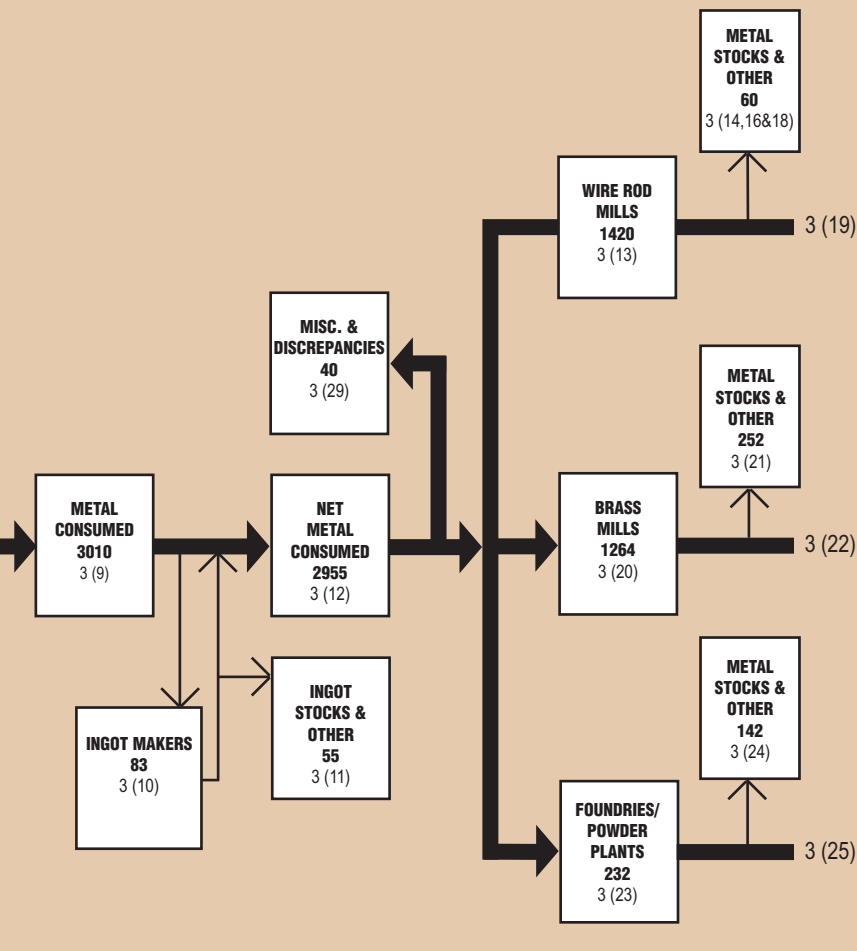 METAL
STOCKS &
OTHER
60
3 (14,16&18)
WIRE ROD
MILLS
1420
3 (13)
3 (19)
MISC. &
DISCREPANCIES
40
3 (29)
METAL
STOCKS &
OTHER
252
3 (21)
METAL
CONSUMED
3010
3 (9)
NET
METAL
CONSUMED
2955
3 (12)
BRASS
MILLS
1264
3 (20)
3 (22)
INGOT MAKERS
83
3 (10)
INGOT
STOCKS &
OTHER
55
3 (11)
METAL
STOCKS &
OTHER
142
3 (24)
FOUNDRIES/
POWDER
PLANTS
232
3 (23)
3 (25)